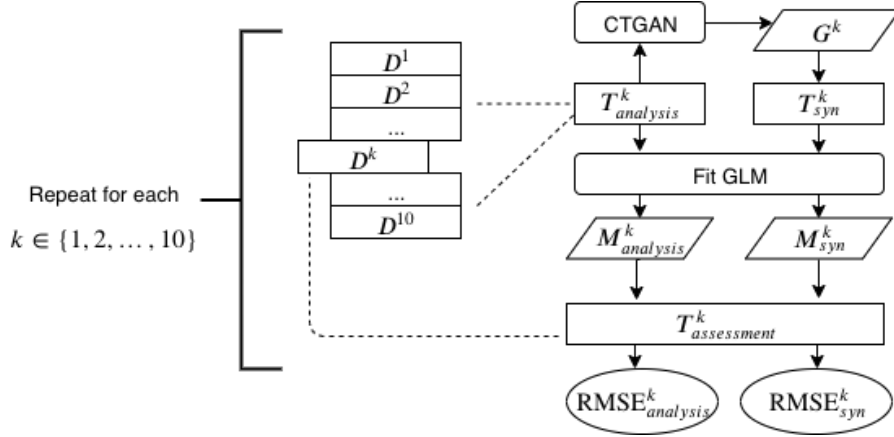 CTGAN
G^k
D^1
D^2
...
D^k
...
D^10
T^k_analysis
T^k_syn
Fit GLM
Repeat for each
k ∈ {1, 2, … , 10}
M^k_analysis
M^k_syn
T^k_assessment
RMSE^k_analysis
RMSE^k_syn